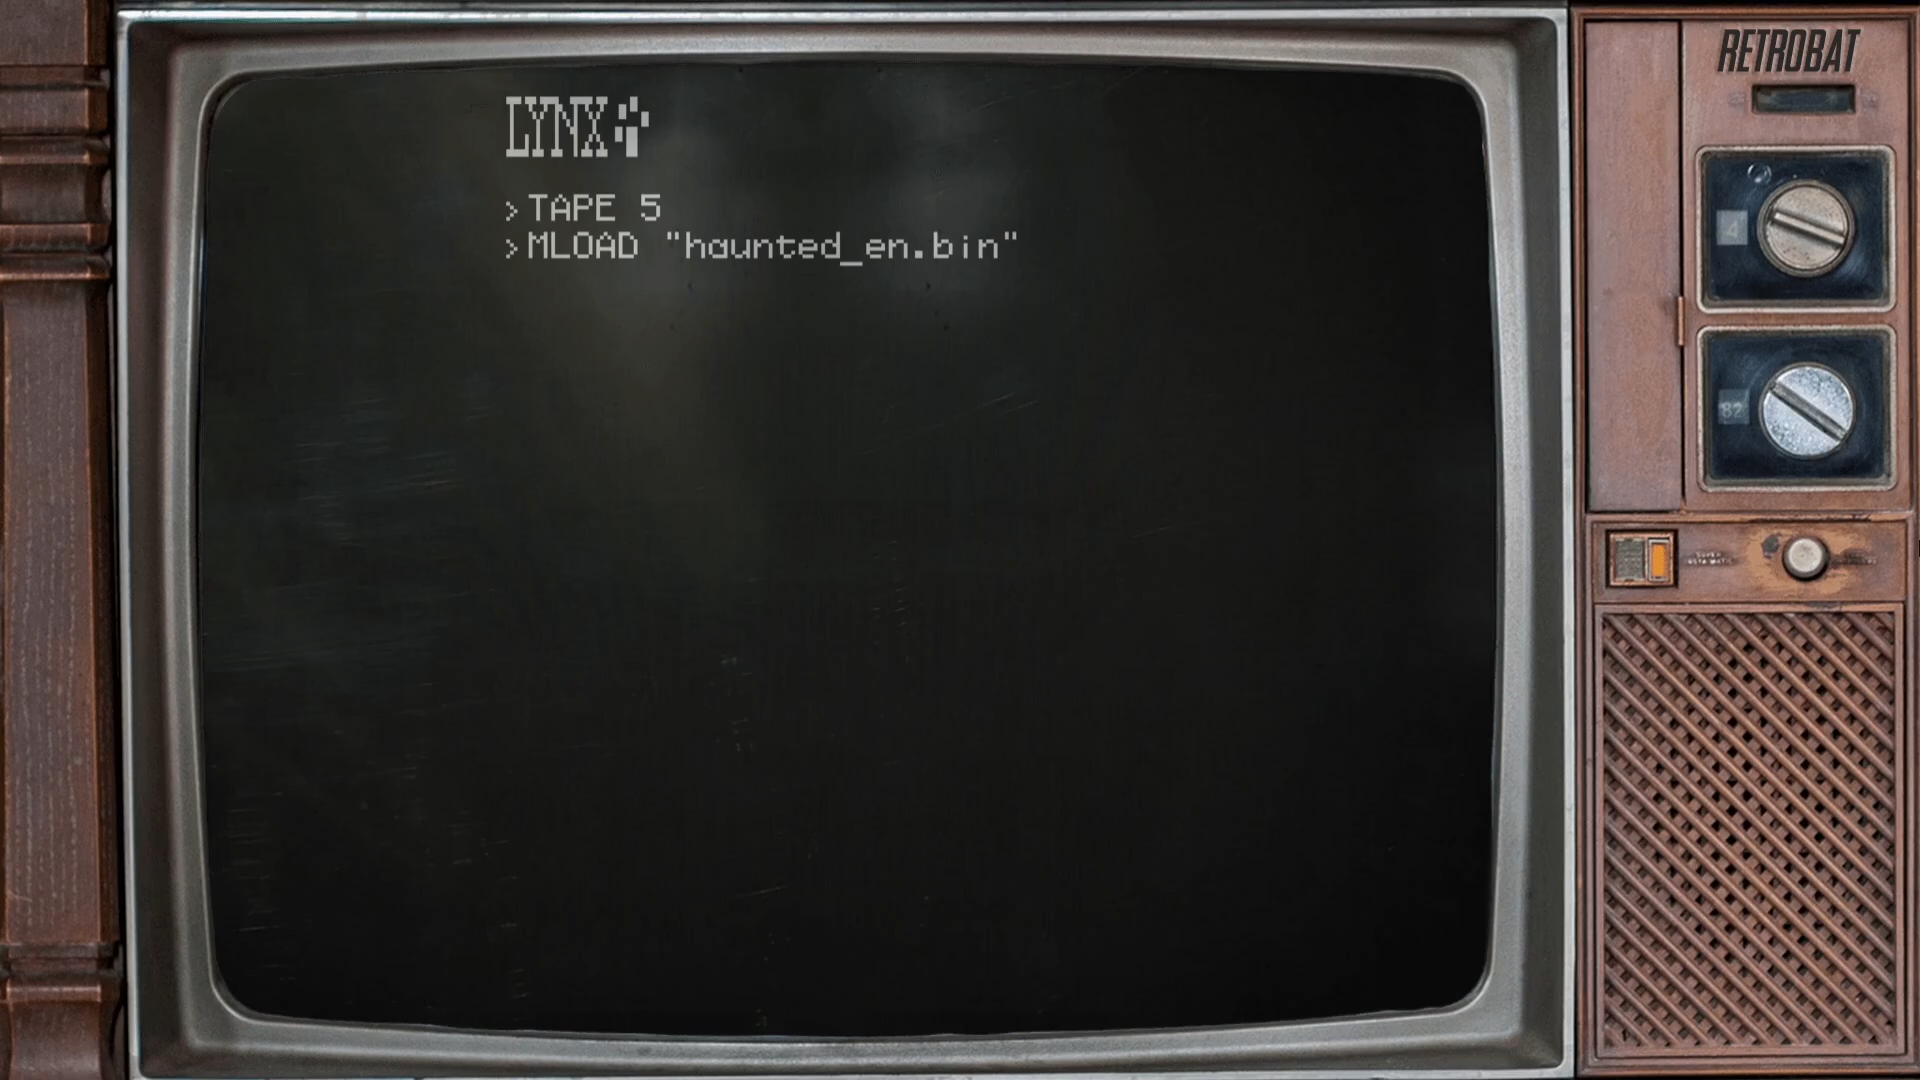 RETROBAT
LYNX
>TAPE 5
>MLOAD "haunted_en.bin"
4
82